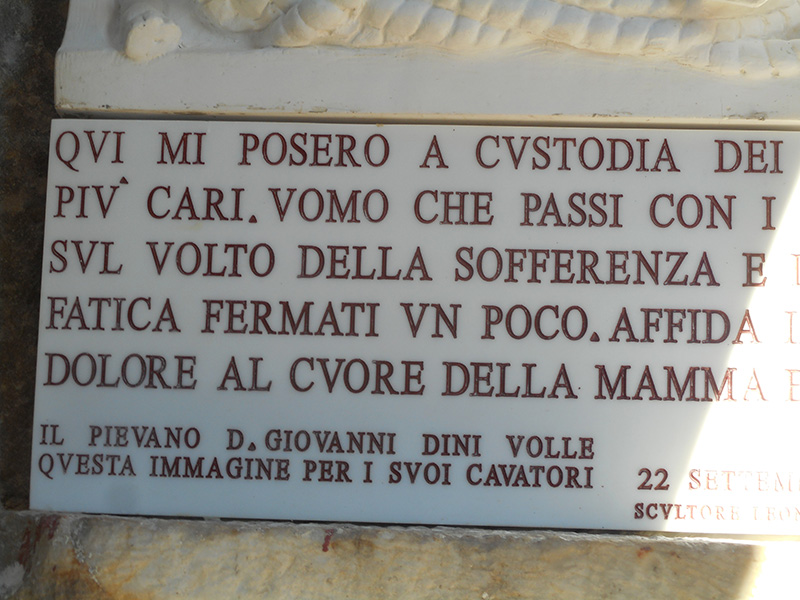 QVI MI POSERO A CVSTODIA DEI
PIV' CARI. VOMO CHE PASSI CON I
SVL VOLTO DELLA SOFFERENZA E
FATICA FERMATI VN POCO. AFFIDA
DOLORE AL CVORE DELLA MAMMA E
IL PIEVANO D. GIOVANNI DINI VOLLE
QVESTA IMMAGINE PER I SVOI CAVATORI
22 SETTEM
SCVLTORE